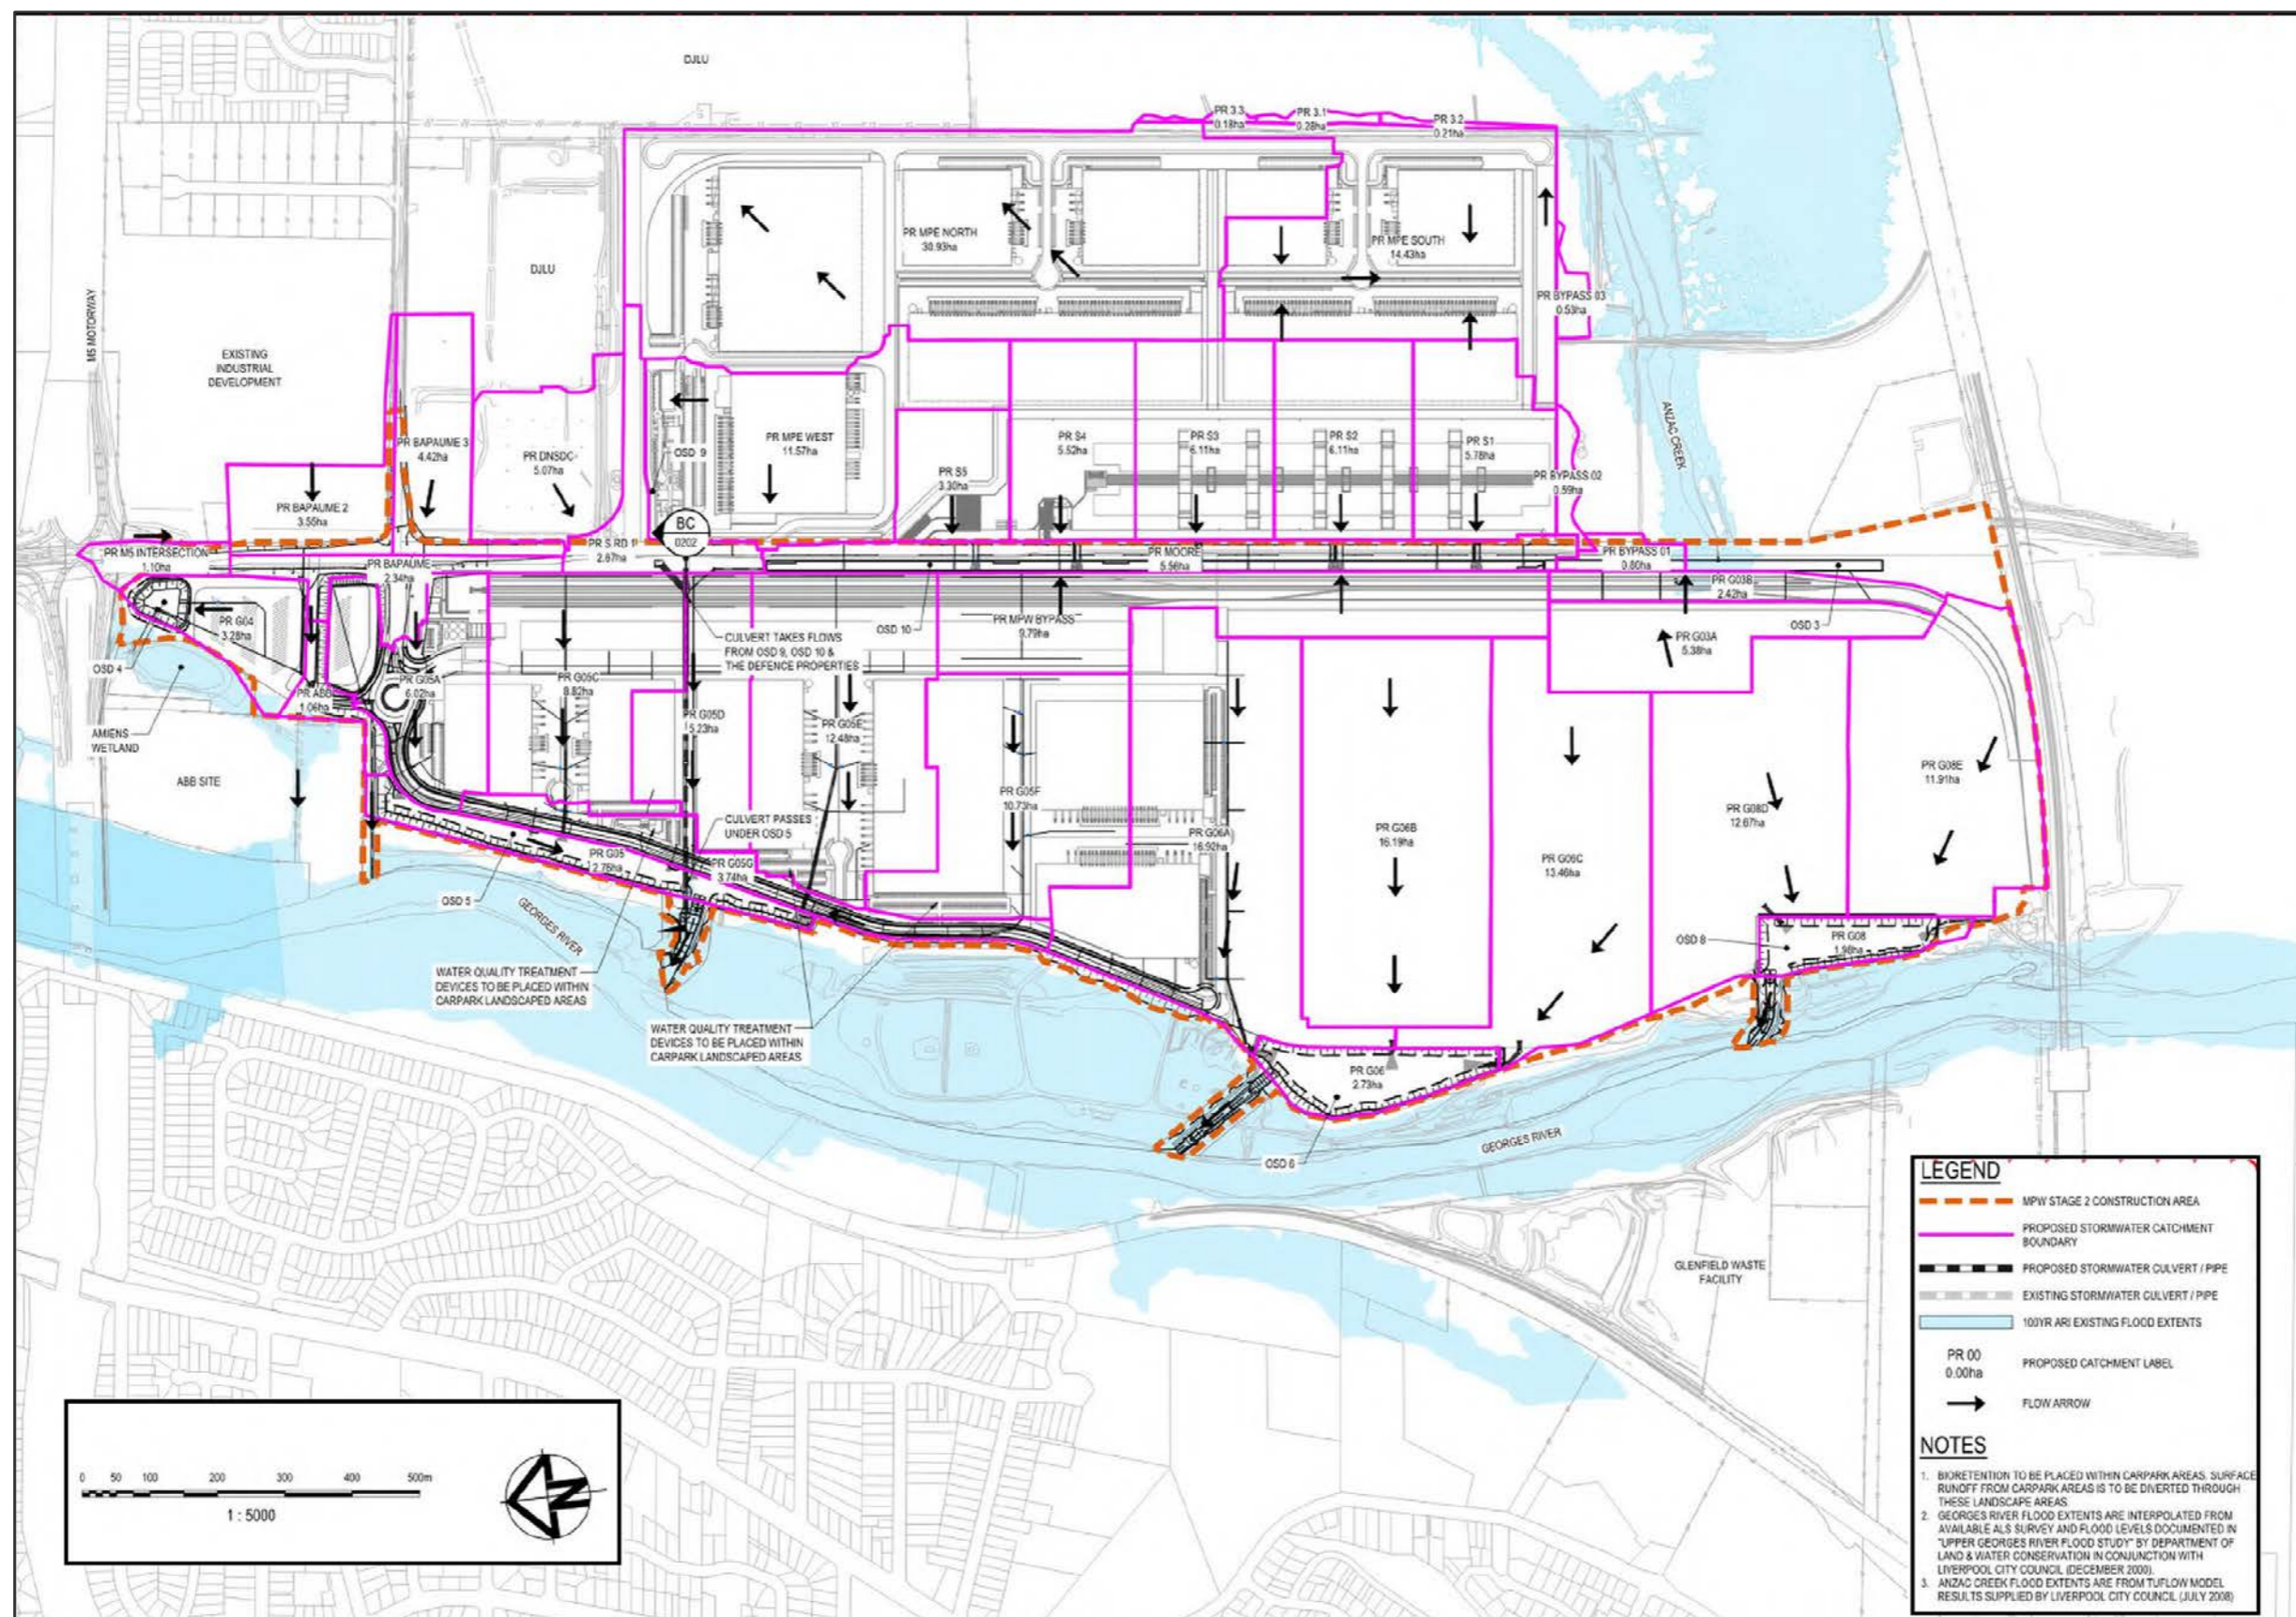 DJLU
PR 3.3
0.18ha
PR 3.1
0.28ha
PR 3.2
0.21ha
PR MPE NORTH
30.93ha
PR MPE SOUTH
14.43ha
DJLU
M5 MOTORWAY
PR BYPASS 03
0.53ha
EXISTING
INDUSTRIAL
DEVELOPMENT
ANZAC CREEK
PR BAPAUME 3
4.42ha
PR DNSDC
5.07ha
OSD 9
PR MPE WEST
11.57ha
PR S5
3.30ha
PR S4
5.52ha
PR S3
6.11ha
PR S2
6.11ha
PR S1
5.78ha
PR BYPASS 02
0.59ha
PR BAPAUME 2
3.55ha
BC
0202
PR M5 INTERSECTION
1.10ha
PR BAPAUME
2.34ha
PR S RD 1
2.67ha
PR MOORE
5.56ha
PR BYPASS 01
0.80ha
PR G03B
2.42ha
PR G04
3.28ha
OSD 4
CULVERT TAKES FLOWS
FROM OSD 9, OSD 10 &
THE DEFENCE PROPERTIES
OSD 10
PR MPW BYPASS
9.79ha
PR G03A
5.38ha
OSD 3
PR ABB
1.06ha
PR G05A
6.02ha
PR G05C
8.82ha
PR G05D
5.23ha
PR G05E
12.48ha
AMIENS
WETLAND
ABB SITE
PR G05F
10.73ha
PR G06A
16.92ha
PR G06B
16.19ha
PR G06C
13.46ha
PR G08D
12.67ha
PR G08E
11.91ha
CULVERT PASSES
UNDER OSD 5
PR G05
2.75ha
PR G05G
3.74ha
OSD 5
GEORGES RIVER
OSD 8
PR G08
1.98ha
WATER QUALITY TREATMENT
DEVICES TO BE PLACED WITHIN
CARPARK LANDSCAPED AREAS
WATER QUALITY TREATMENT
DEVICES TO BE PLACED WITHIN
CARPARK LANDSCAPED AREAS
PR G06
2.73ha
OSD 6
GEORGES RIVER
GLENFIELD WASTE
FACILITY
LEGEND
MPW STAGE 2 CONSTRUCTION AREA
PROPOSED STORMWATER CATCHMENT
BOUNDARY
PROPOSED STORMWATER CULVERT / PIPE
EXISTING STORMWATER CULVERT / PIPE
100YR ARI EXISTING FLOOD EXTENTS
PR 00
0.00ha
PROPOSED CATCHMENT LABEL
FLOW ARROW
NOTES
1. BIORETENTION TO BE PLACED WITHIN CARPARK AREAS. SURFACE
RUNOFF FROM CARPARK AREAS IS TO BE DIVERTED THROUGH
THESE LANDSCAPE AREAS
2. GEORGES RIVER FLOOD EXTENTS ARE INTERPOLATED FROM
AVAILABLE ALS SURVEY AND FLOOD LEVELS DOCUMENTED IN
"UPPER GEORGES RIVER FLOOD STUDY" BY DEPARTMENT OF
LAND & WATER CONSERVATION IN CONJUNCTION WITH
LIVERPOOL CITY COUNCIL (DECEMBER 2000).
3. ANZAC CREEK FLOOD EXTENTS ARE FROM TUFLOW MODEL
RESULTS SUPPLIED BY LIVERPOOL CITY COUNCIL (JULY 2008)
0 50 100 200 300 400 500m
1 : 5000
N